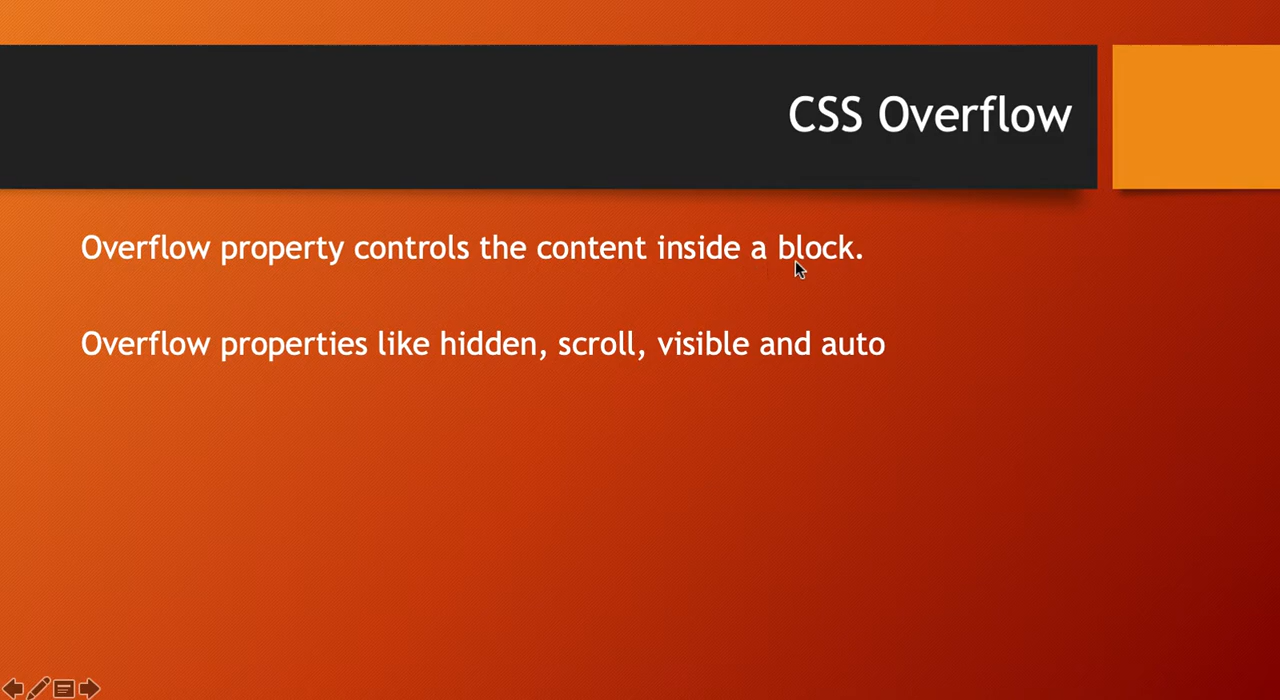 CSS Overflow
Overflow property controls the content inside a block.
Overflow properties like hidden, scroll, visible and auto